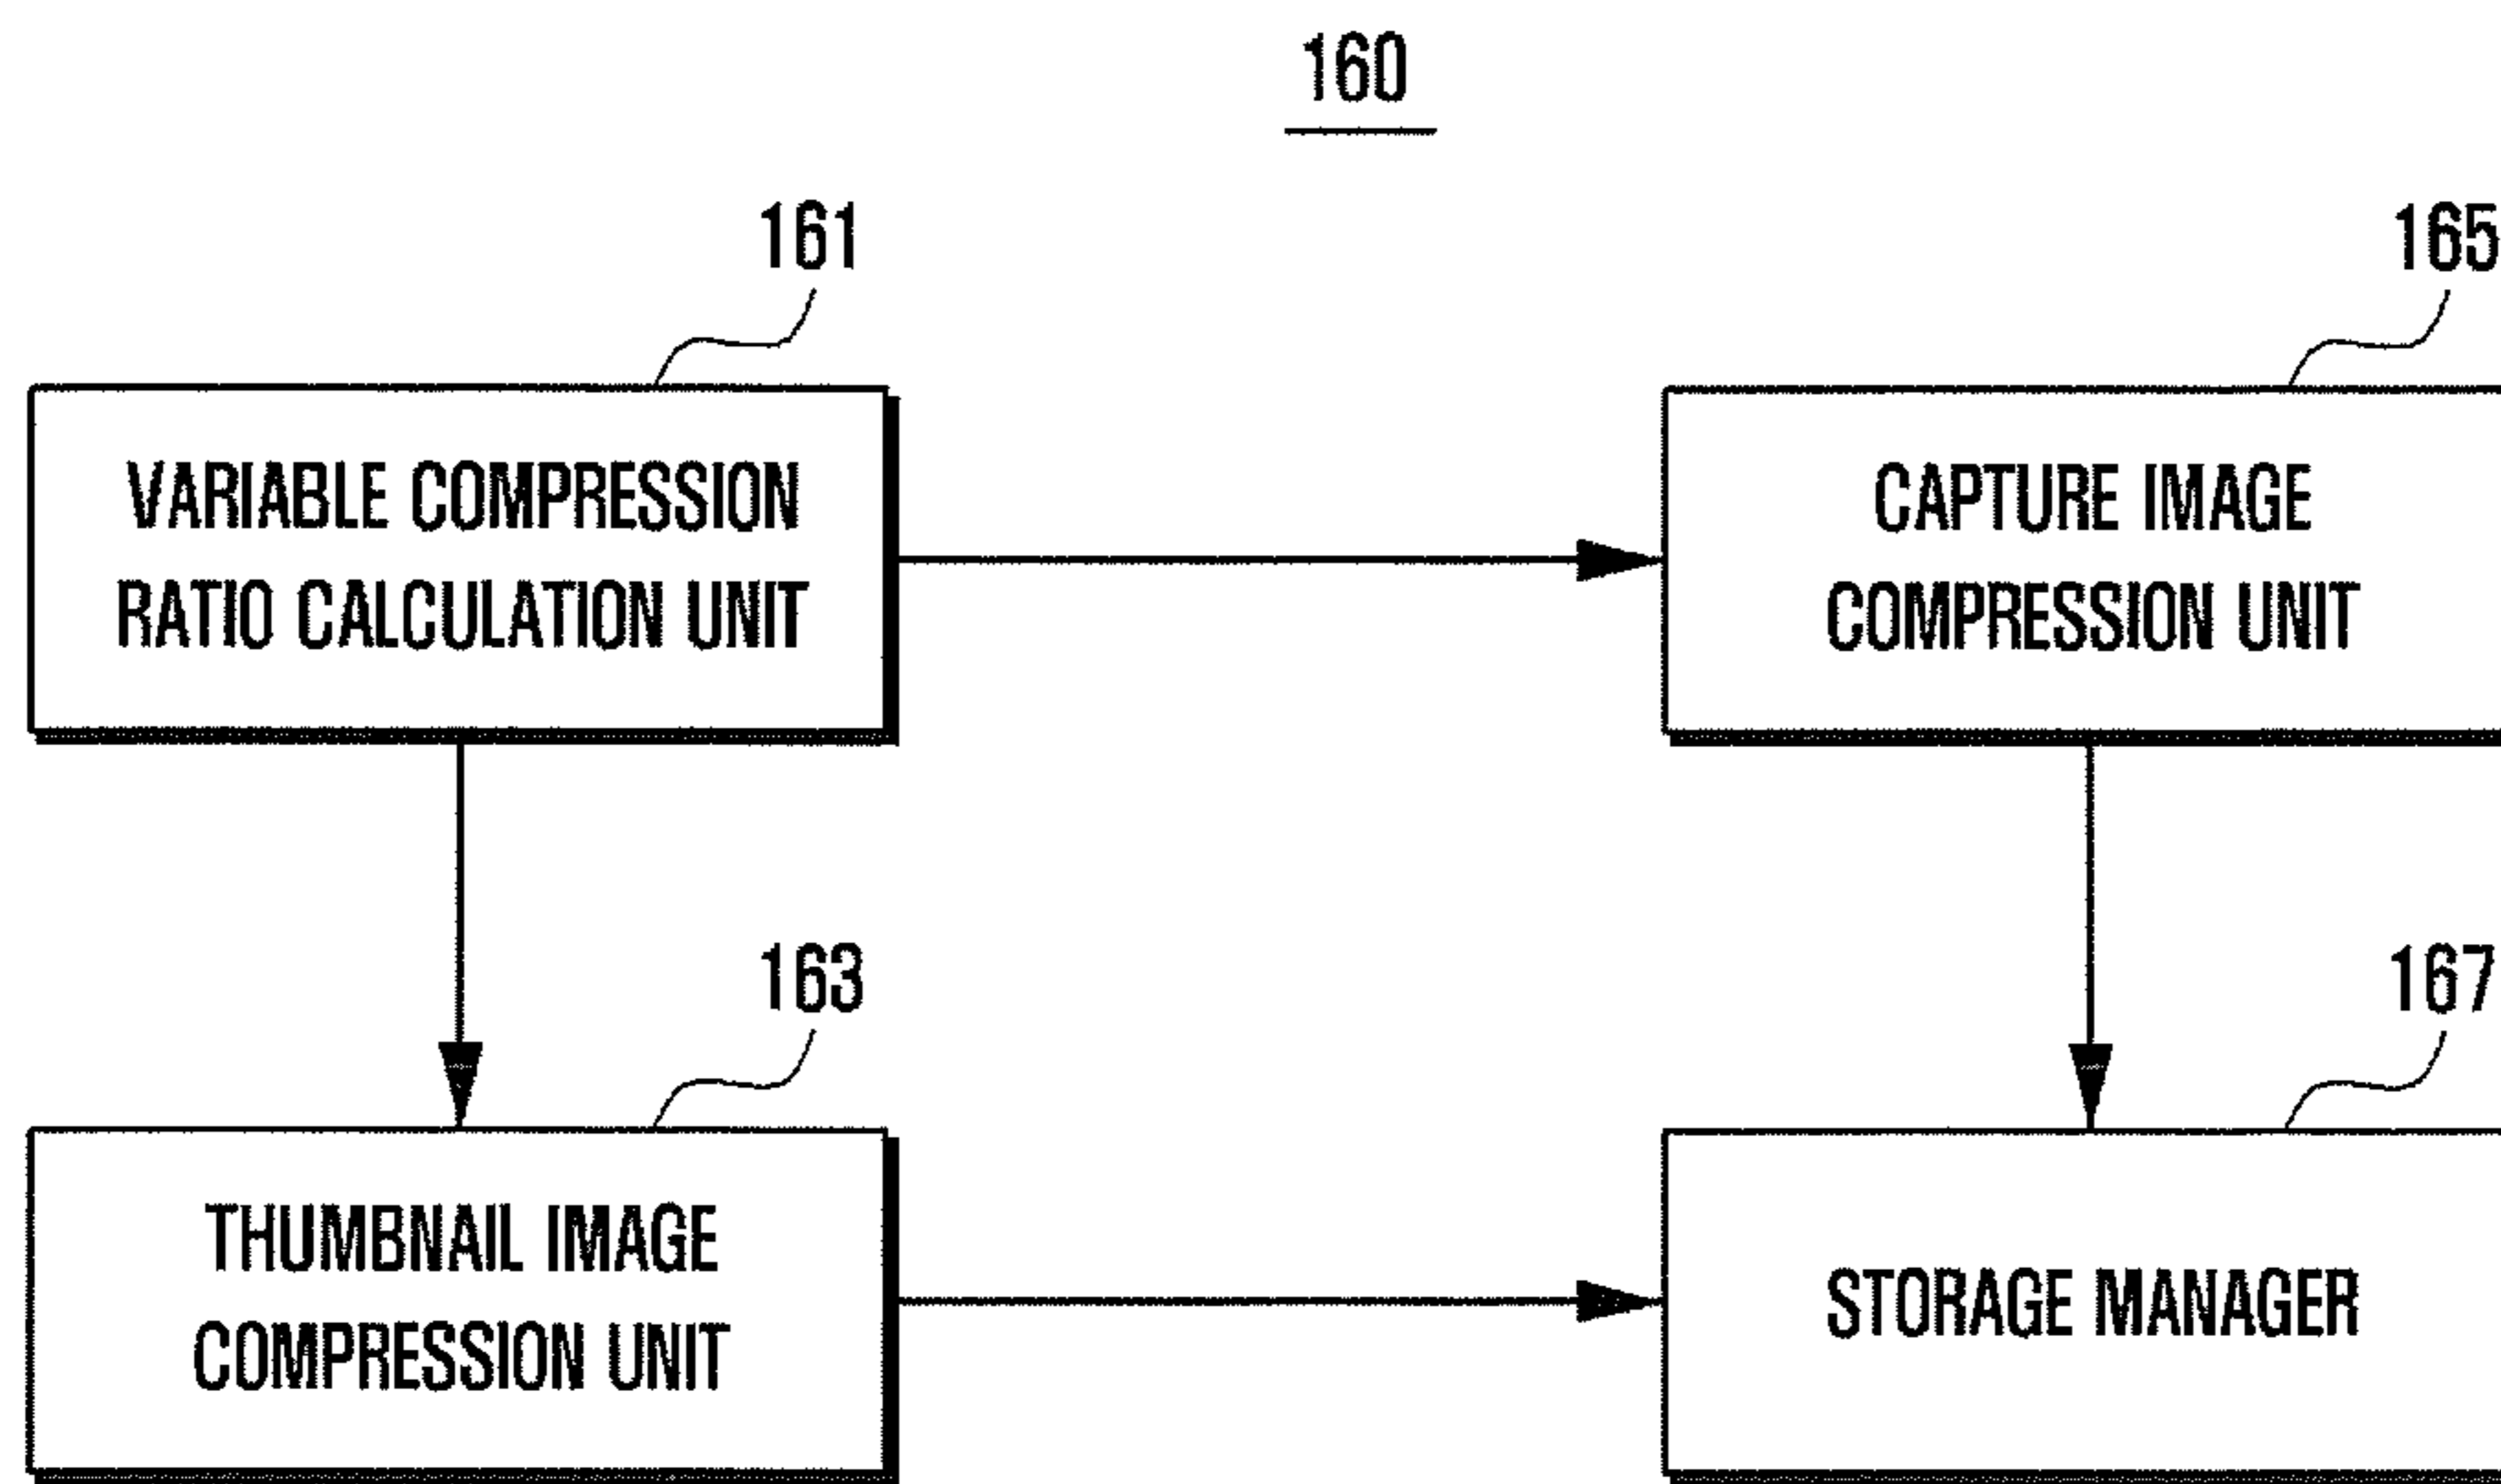 160
161
165
VARIABLE COMPRESSION
RATIO CALCULATION UNIT
CAPTURE IMAGE
COMPRESSION UNIT
163
167
THUMBNAIL IMAGE
COMPRESSION UNIT
STORAGE MANAGER